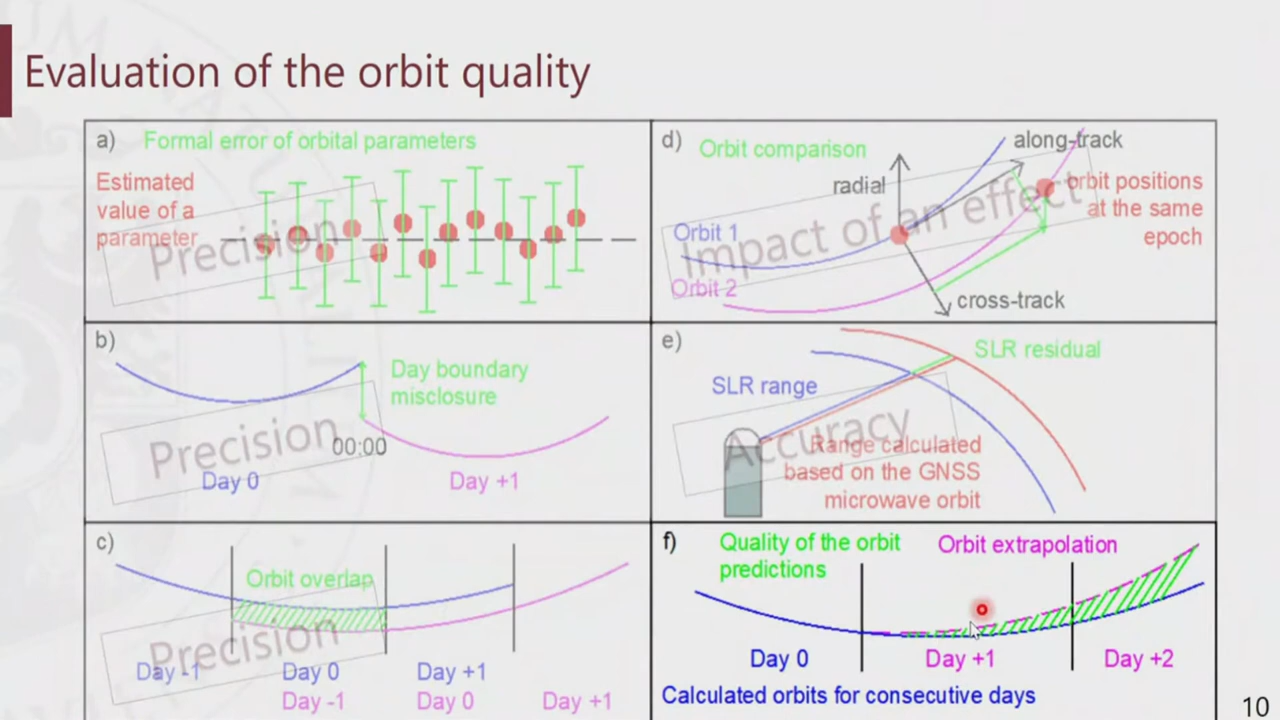 Evaluation of the orbit quality
a)
Formal error of orbital parameters
Estimated
value of a
parameter
Precision
b)
Day boundary
misclosure
00:00
Precision
Day 0
Day +1
c)
Orbit overlap
Precision
Day -1
Day 0
Day +1
Day -1
Day 0
Day +1
d)
Orbit comparison
along-track
radial
orbit positions
at the same
epoch
Impact of an effect
Orbit 1
Orbit 2
cross-track
e)
SLR residual
SLR range
Accuracy
Range calculated
based on the GNSS
microwave orbit
f)
Quality of the orbit
predictions
Orbit extrapolation
Day 0
Day +1
Day +2
Calculated orbits for consecutive days
10